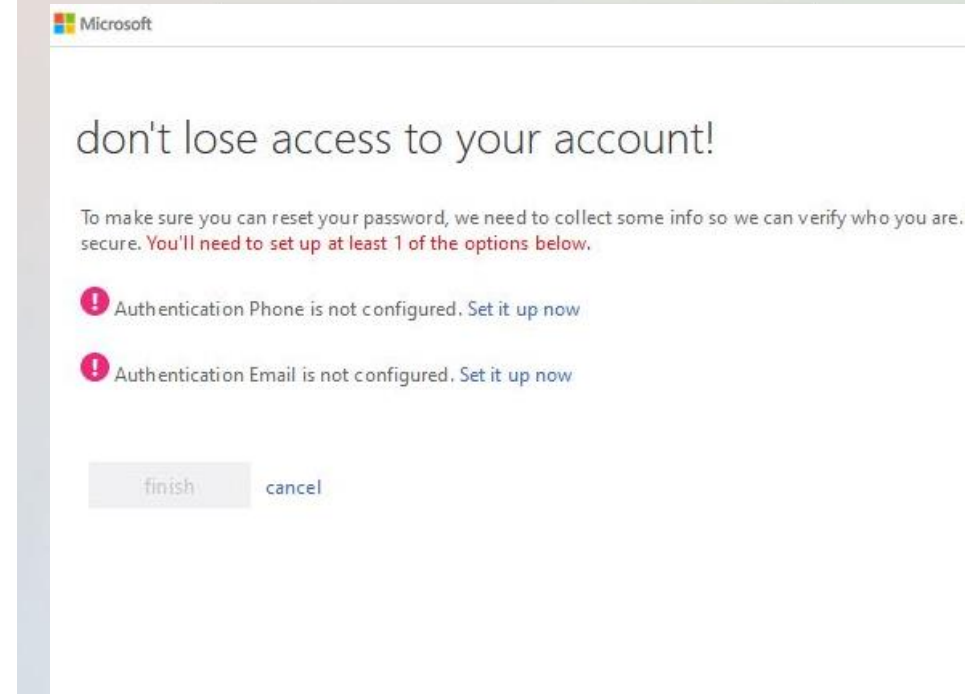 Microsoft
don't lose access to your account!
To make sure you can reset your password, we need to collect some info so we can verify who you are.
secure. You'll need to set up at least 1 of the options below.
! Authentication Phone is not configured. Set it up now
! Authentication Email is not configured. Set it up now
finish cancel